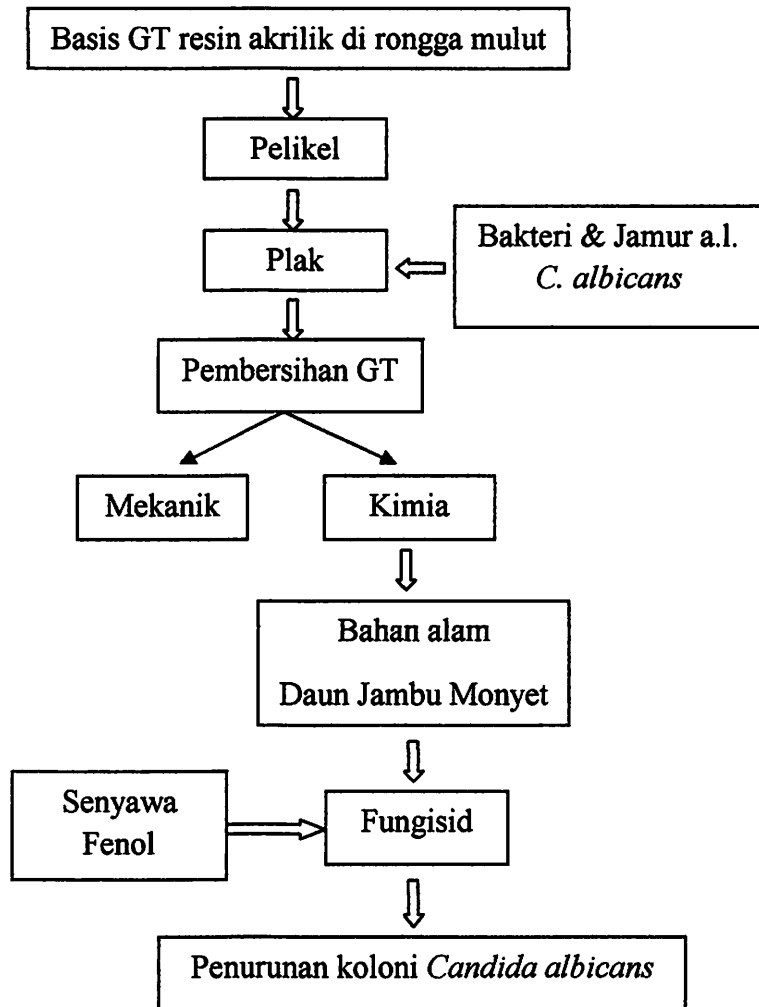 Basis GT resin akrilik di rongga mulut
Pelikel
Plak
Bakteri & Jamur a.l.
C. albicans
Pembersihan GT
Mekanik
Kimia
Bahan alam
Daun Jambu Monyet
Senyawa
Fenol
Fungisid
Penurunan koloni Candida albicans